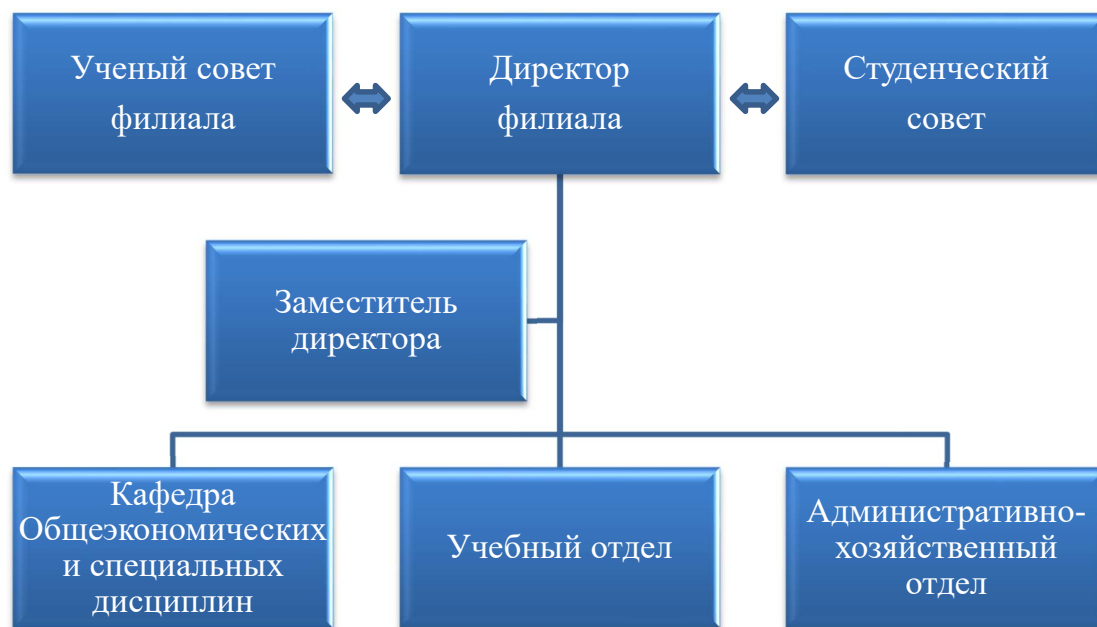 Ученый совет
филиала
Директор
филиала
Студенческий
совет
Заместитель
директора
Кафедра
Общеэкономических
и специальных
дисциплин
Учебный отдел
Административно-
хозяйственный
отдел